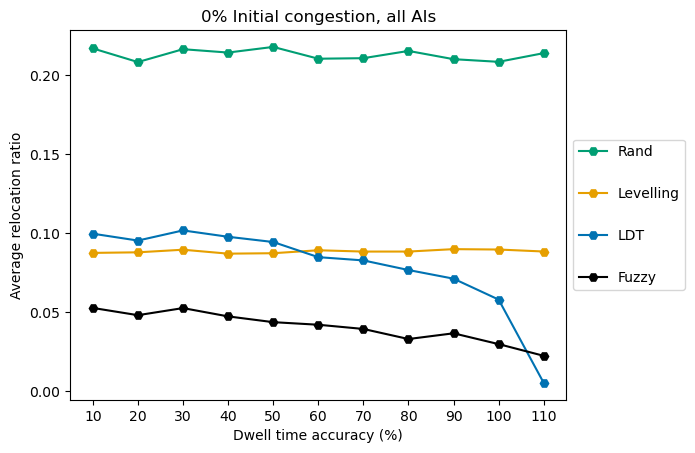 0% Initial congestion, all AIs
Average relocation ratio
0.20
0.15
0.10
0.05
0.00
10 20 30 40 50 60 70 80 90 100 110
Dwell time accuracy (%)
Rand
Levelling
LDT
Fuzzy